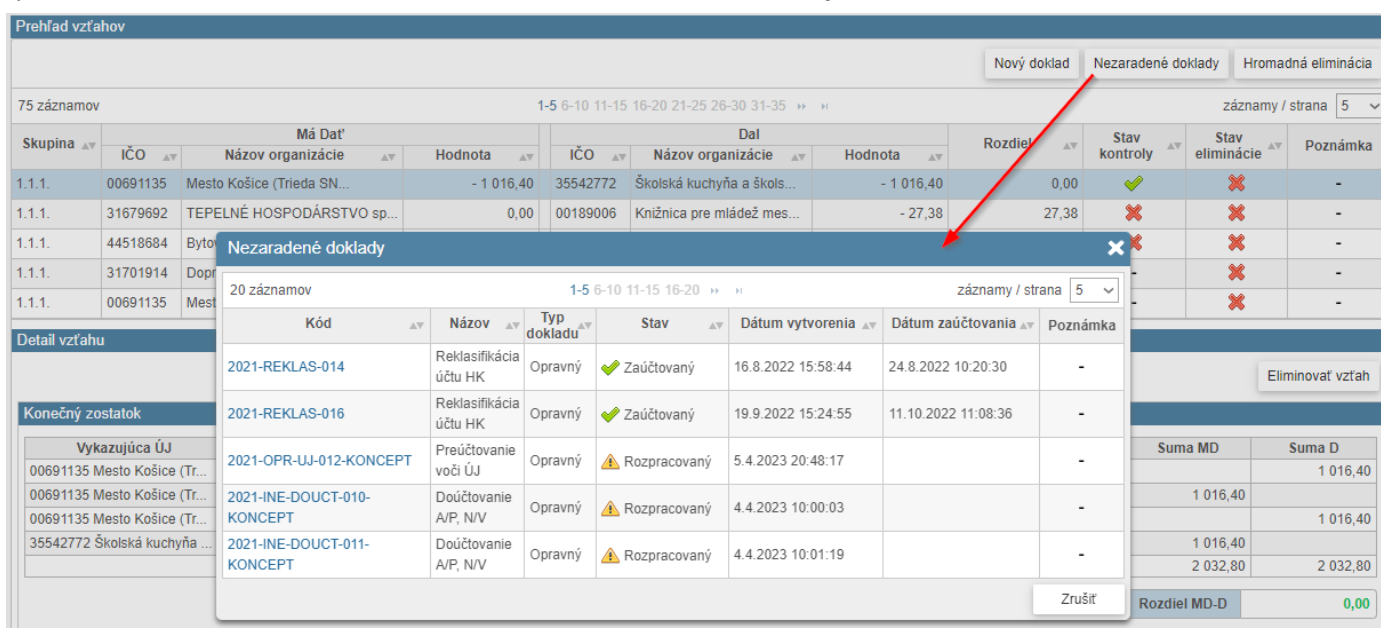 Prehľad vzťahov
Nový doklad Nezaradené doklady Hromadná eliminácia
75 záznamov 1-5 6-10 11-15 16-20 21-25 26-30 31-35 záznamy / strana 5
Skupina Má Dať Dal Rozdiel Stav kontroly Stav eliminácie Poznámka
IČO Názov organizácie Hodnota IČO Názov organizácie Hodnota
1.1.1. 00691135 Mesto Košice (Trieda SN... - 1 016,40 35542772 Školská kuchyňa a škols... - 1 016,40 0,00 -
1.1.1. 31679692 TEPELNÉ HOSPODÁRSTVO sp... 0,00 00189006 Knižnica pre mládež mes... - 27,38 27,38 -
1.1.1. 44518684 -
1.1.1. 31701914 - -
1.1.1. 00691135 - -
Nezaradené doklady
20 záznamov 1-5 6-10 11-15 16-20 záznamy / strana 5
Kód Názov Typ dokladu Stav Dátum vytvorenia Dátum zaúčtovania Poznámka
2021-REKLAS-014 Reklasifikácia účtu HK Opravný Zaúčtovaný 16.8.2022 15:58:44 24.8.2022 10:20:30 -
2021-REKLAS-016 Reklasifikácia účtu HK Opravný Zaúčtovaný 19.9.2022 15:24:55 11.10.2022 11:08:36 -
2021-OPR-UJ-012-KONCEPT Preúčtovanie voči ÚJ Opravný Rozpracovaný 5.4.2023 20:48:17 -
2021-INE-DOUCT-010-KONCEPT Doúčtovanie A/P, N/V Opravný Rozpracovaný 4.4.2023 10:00:03 -
2021-INE-DOUCT-011-KONCEPT Doúčtovanie A/P, N/V Opravný Rozpracovaný 4.4.2023 10:01:19 -
Zrušiť
Detail vzťahu
Eliminovať vzťah
Konečný zostatok
Vykazujúca ÚJ Suma MD Suma D
00691135 Mesto Košice (Tr... 1 016,40
00691135 Mesto Košice (Tr... 1 016,40
00691135 Mesto Košice (Tr... 1 016,40
35542772 Školská kuchyňa ... 1 016,40
2 032,80 2 032,80
Rozdiel MD-D 0,00